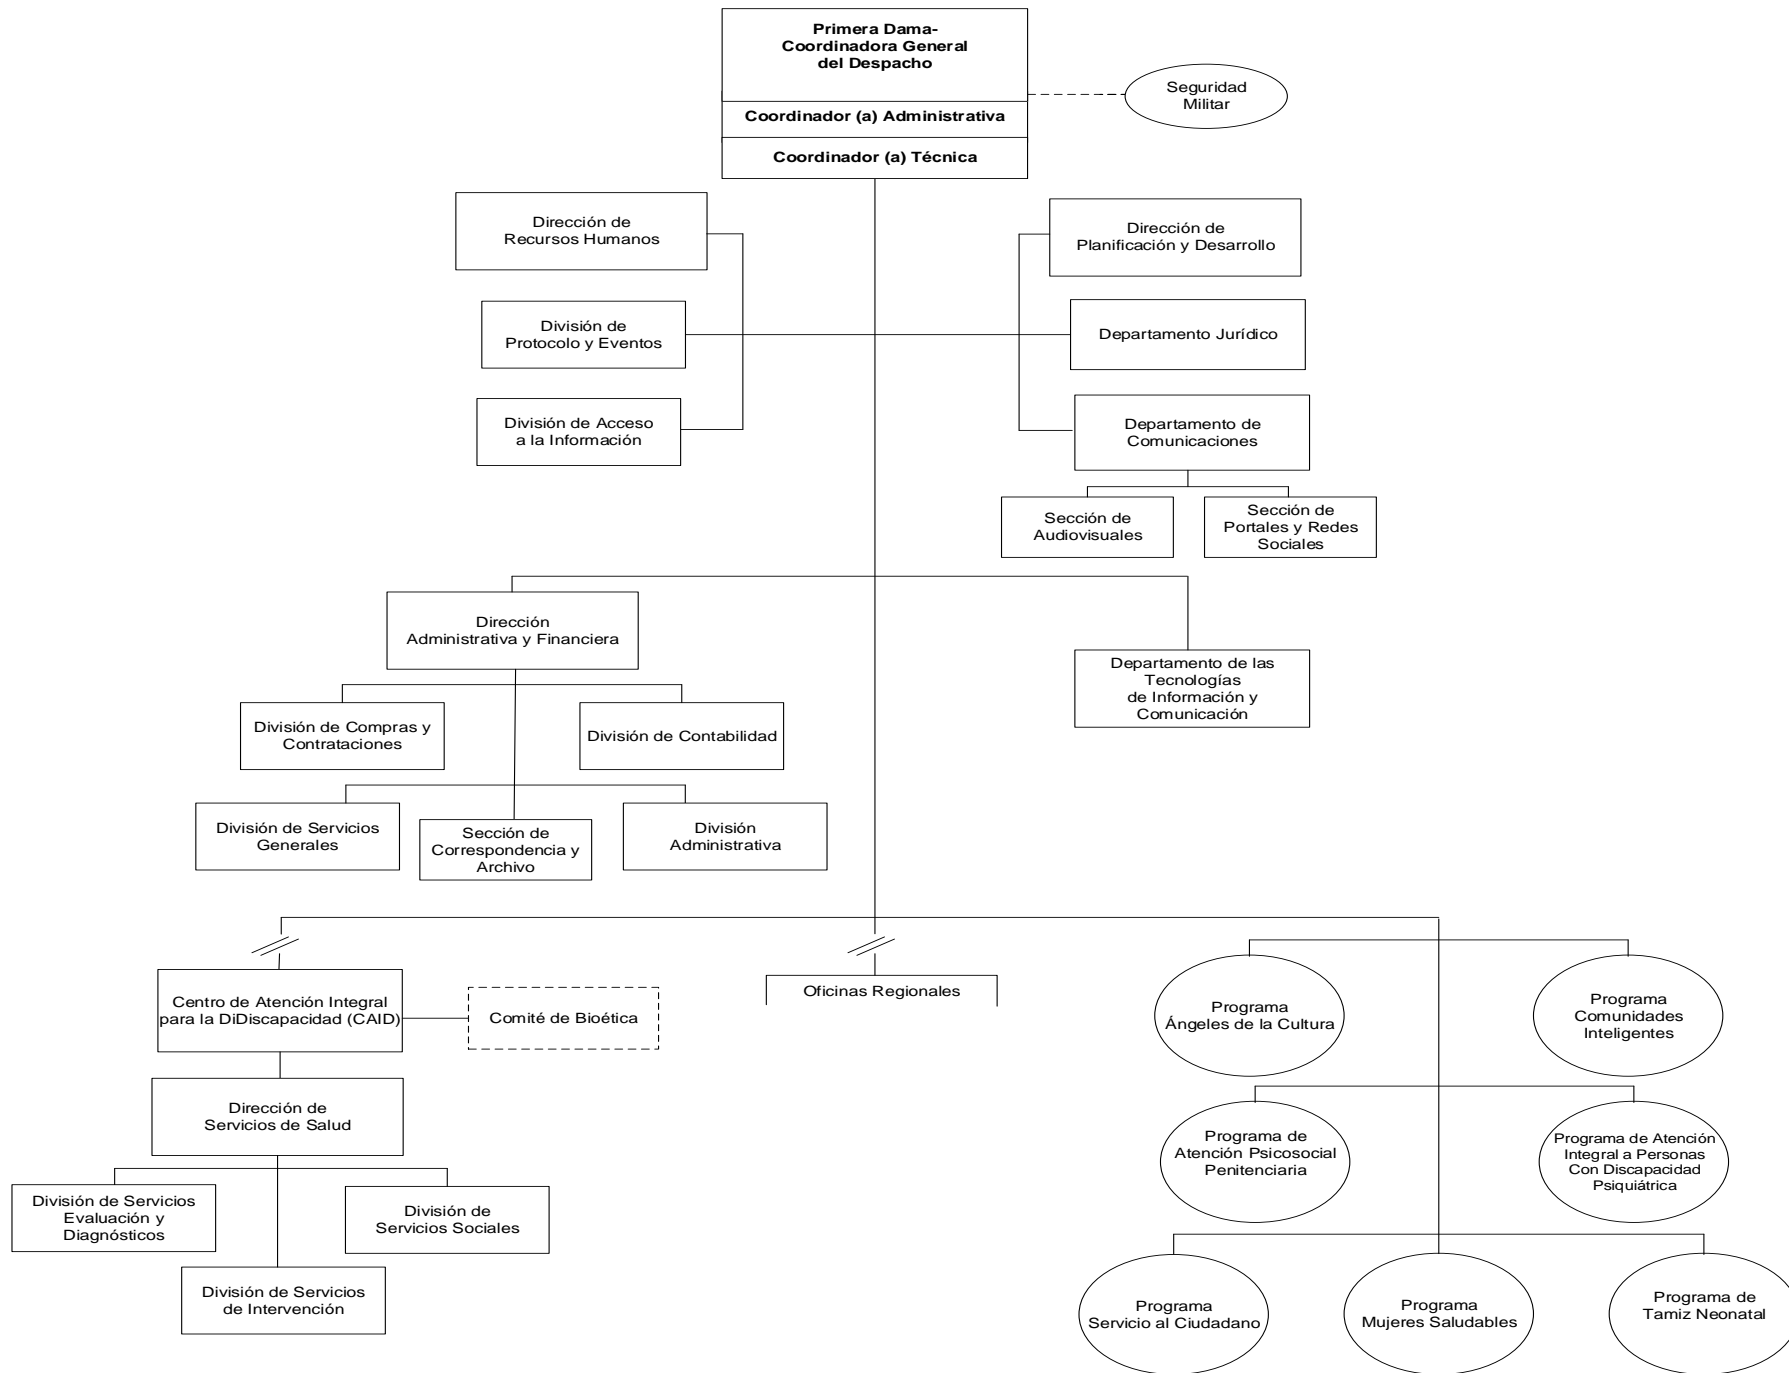 Primera Dama-
Coordinadora General
del Despacho
Coordinador (a) Administrativa
Coordinador (a) Técnica
Seguridad
Militar
Dirección de
Recursos Humanos
Dirección de
Planificación y Desarrollo
División de
Protocolo y Eventos
Departamento Jurídico
División de Acceso
a la Información
Departamento de
Comunicaciones
Sección de
Audiovisuales
Sección de
Portales y Redes
Sociales
Dirección
Administrativa y Financiera
Departamento de las
Tecnologías
de Información y
Comunicación
División de Compras y
Contrataciones
División de Contabilidad
División de Servicios
Generales
Sección de
Correspondencia y
Archivo
División
Administrativa
Centro de Atención Integral
para la DiDiscapacidad (CAID)
Comité de Bioética
Oficinas Regionales
Programa
Ángeles de la Cultura
Programa
Comunidades
Inteligentes
Dirección de
Servicios de Salud
Programa de
Atención Psicosocial
Penitenciaria
Programa de Atención
Integral a Personas
Con Discapacidad
Psiquiátrica
División de Servicios
Evaluación y
Diagnósticos
División de
Servicios Sociales
División de Servicios
de Intervención
Programa
Servicio al Ciudadano
Programa
Mujeres Saludables
Programa de
Tamiz Neonatal